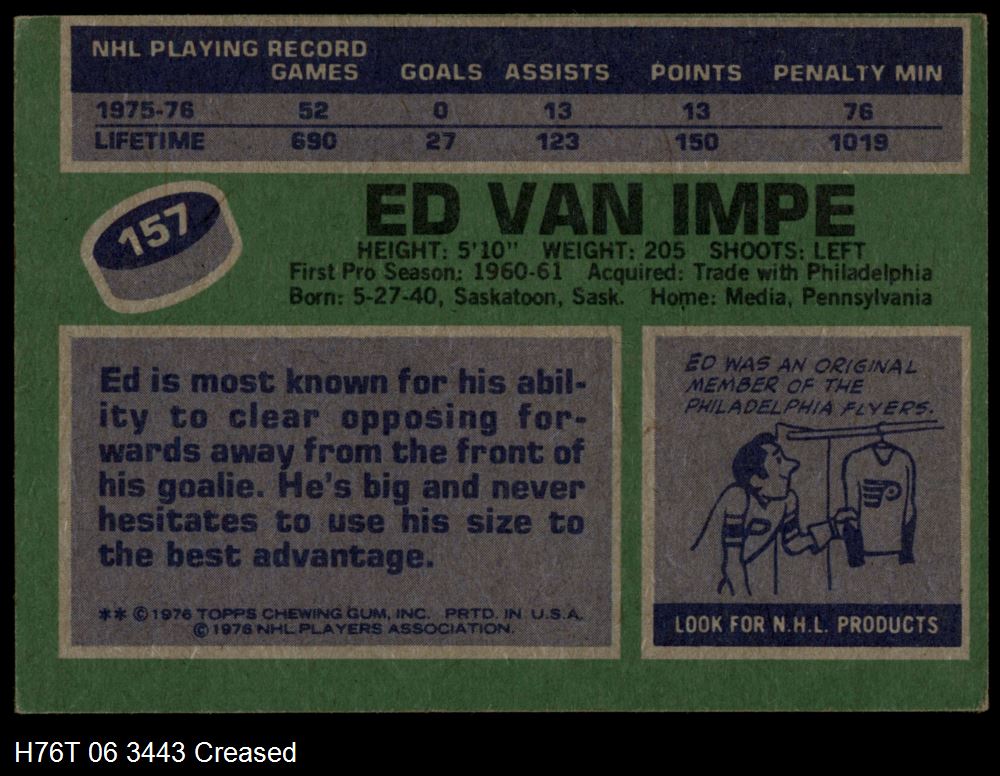 NHL PLAYING RECORD
GAMES GOALS ASSISTS POINTS PENALTY MIN
1975-76 52 0 13 13 76
LIFETIME 690 27 123 150 1019
157
ED VAN IMPE
HEIGHT: 5'10" WEIGHT: 205 SHOOTS: LEFT
First Pro Season: 1960-61 Acquired: Trade with Philadelphia
Born: 5-27-40, Saskatoon, Sask. Home: Media, Pennsylvania
Ed is most known for his abil-
ity to clear opposing for-
wards away from the front of
his goalie. He's big and never
hesitates to use his size to
the best advantage.
** © 1976 TOPPS CHEWING GUM, INC. PRTD. IN U.S.A.
© 1976 NHL PLAYERS ASSOCIATION.
ED WAS AN ORIGINAL
MEMBER OF THE
PHILADELPHIA FLYERS.
LOOK FOR N.H.L. PRODUCTS
H76T 06 3443 Creased